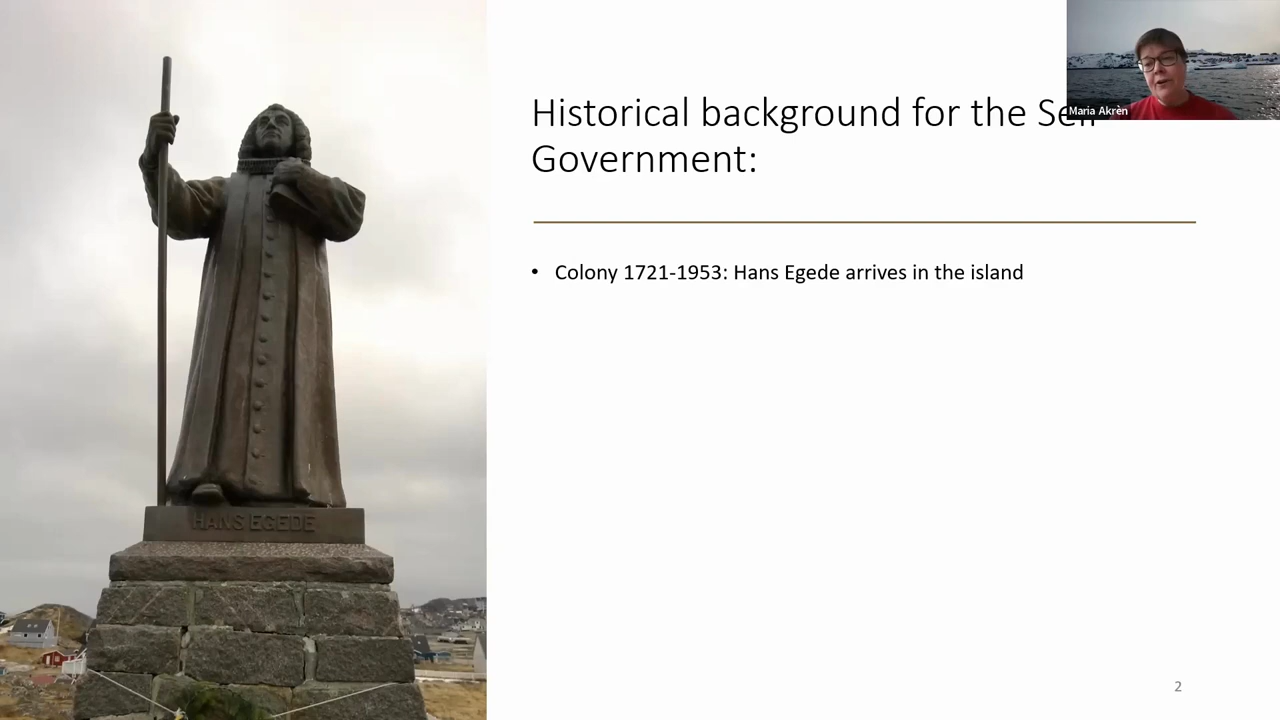 Maria Akrèn
Historical background for the Self
Government:
• Colony 1721-1953: Hans Egede arrives in the island
HANS EGEDE
2